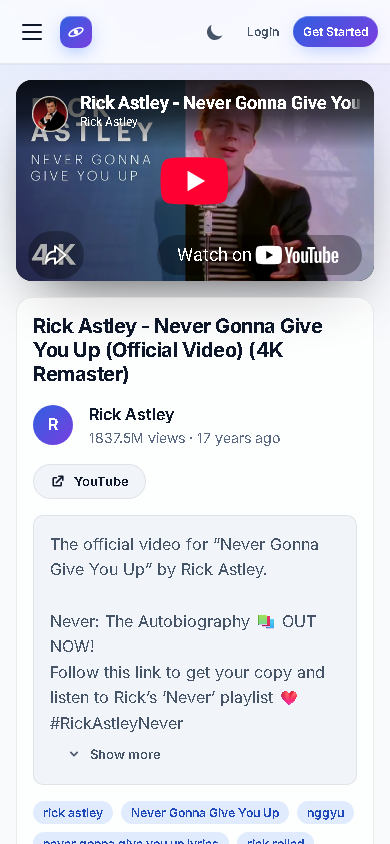 Login
Get Started
Rick Astley - Never Gonna Give You
Rick Astley
ASTLEY
NEVER GONNA
GIVE YOU UP
4K
Watch on YouTube
Rick Astley - Never Gonna Give
You Up (Official Video) (4K
Remaster)
R
Rick Astley
1837.5M views · 17 years ago
YouTube
The official video for “Never Gonna
Give You Up” by Rick Astley.
Never: The Autobiography 📚 OUT
NOW!
Follow this link to get your copy and
listen to Rick’s ‘Never’ playlist ❤️
#RickAstleyNever
Show more
rick astley
Never Gonna Give You Up
nggyu
never gonna give you up lyrics
rick rolled